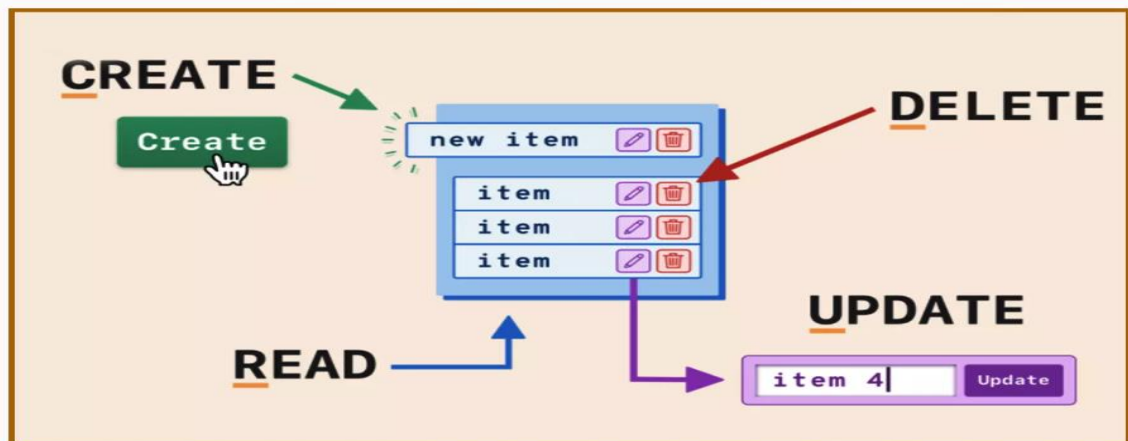 CREATE
Create
new item
DELETE
item
item
item
READ
UPDATE
item 4
Update